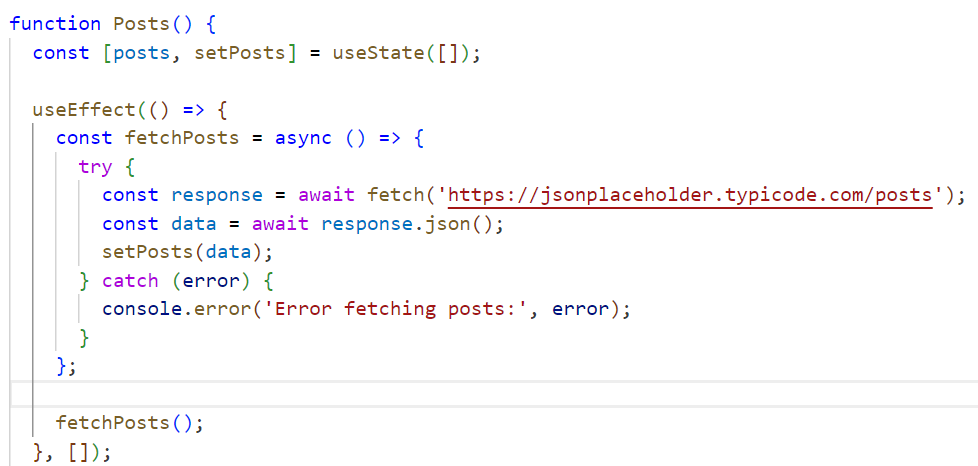 function Posts() {
  const [posts, setPosts] = useState([]);

  useEffect(() => {
    const fetchPosts = async () => {
      try {
        const response = await fetch('https://jsonplaceholder.typicode.com/posts');
        const data = await response.json();
        setPosts(data);
      } catch (error) {
        console.error('Error fetching posts:', error);
      }
    };

    fetchPosts();
  }, []);